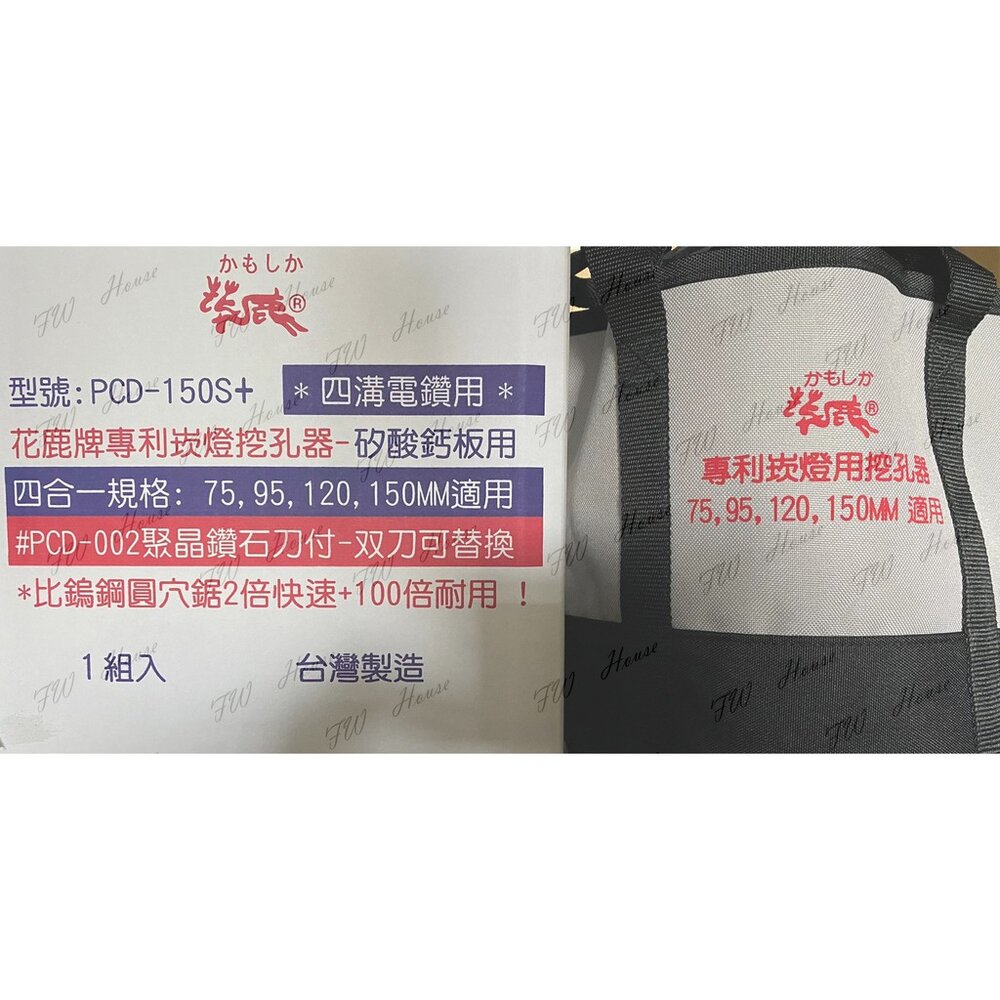 かもしか
鹿®
型號:PCD-150S+ *四溝電鑽用*
花鹿牌專利崁燈挖孔器-矽酸鈣板用
四合一規格: 75,95,120,150MM適用
#PCD-002聚晶鑽石刀付-双刀可替換
*比鎢鋼圓穴鋸2倍快速+100倍耐用 !
1組入 台灣製造
かもしか
鹿®
專利崁燈用挖孔器
75,95,120,150MM 適用
FW House